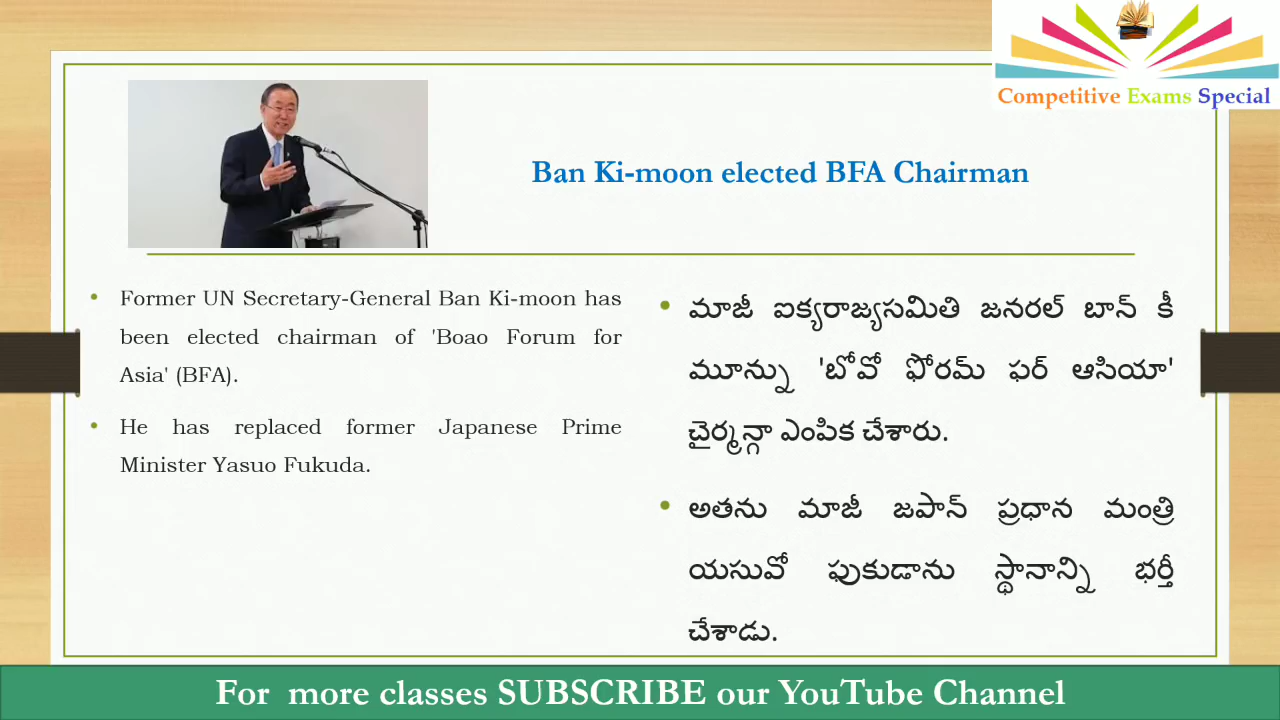 Competitive Exams Special
Ban Ki-moon elected BFA Chairman
• Former UN Secretary-General Ban Ki-moon has
been elected chairman of 'Boao Forum for
Asia' (BFA).
• He has replaced former Japanese Prime
Minister Yasuo Fukuda.
• మాజీ ఐక్యరాజ్యసమితి జనరల్ బాన్ కీ
మూన్ను 'బోవో ఫోరమ్ ఫర్ ఆసియా'
చైర్మన్గా ఎంపిక చేశారు.
• అతను మాజీ జపాన్ ప్రధాన మంత్రి
యసువో ఫుకుడాను స్థానాన్ని భర్తీ
చేశాడు.
For more classes SUBSCRIBE our YouTube Channel